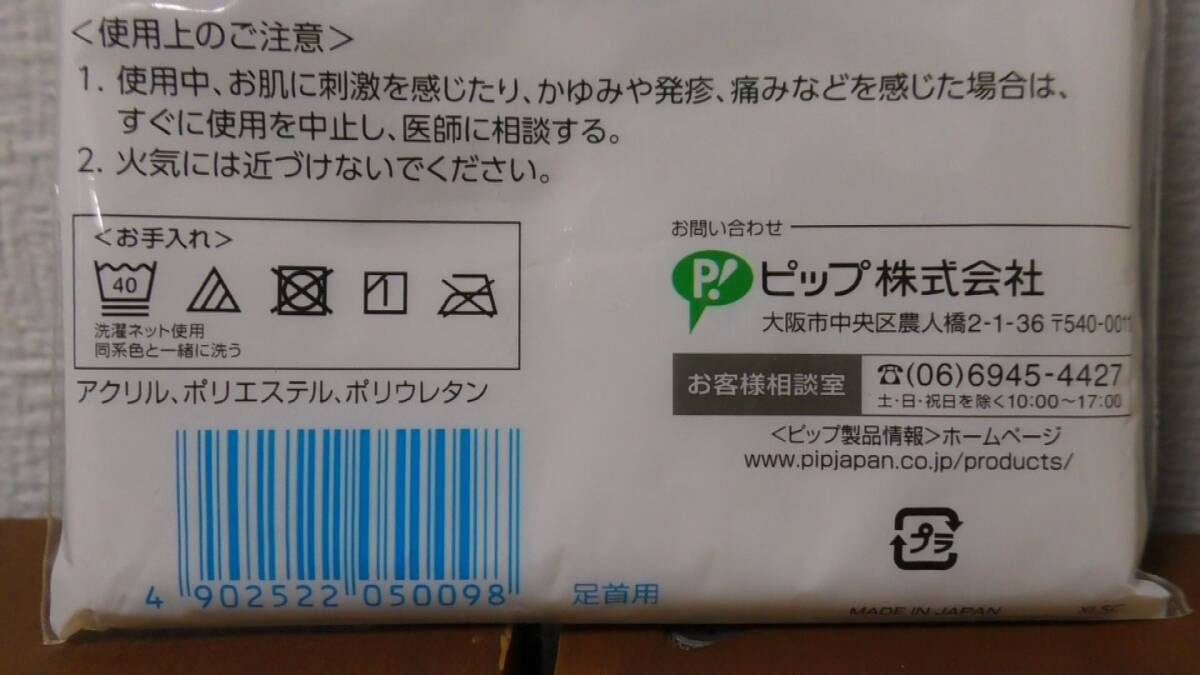 <使用上のご注意>
1. 使用中、お肌に刺激を感じたり、かゆみや発疹、痛みなどを感じた場合は、
すぐに使用を中止し、医師に相談する。
2. 火気には近づけないでください。
<お手入れ>
40
洗濯ネット使用
同系色と一緒に洗う
アクリル、ポリエステル、ポリウレタン
4 902522 050098
足首用
お問い合わせ
P! ピップ株式会社
大阪市中央区農人橋2-1-36 〒540-0011
お客様相談室
☎(06)6945-4427
土・日・祝日を除く10:00〜17:00
<ピップ製品情報>ホームページ
www.pipjapan.co.jp/products/
プラ
MADE IN JAPAN